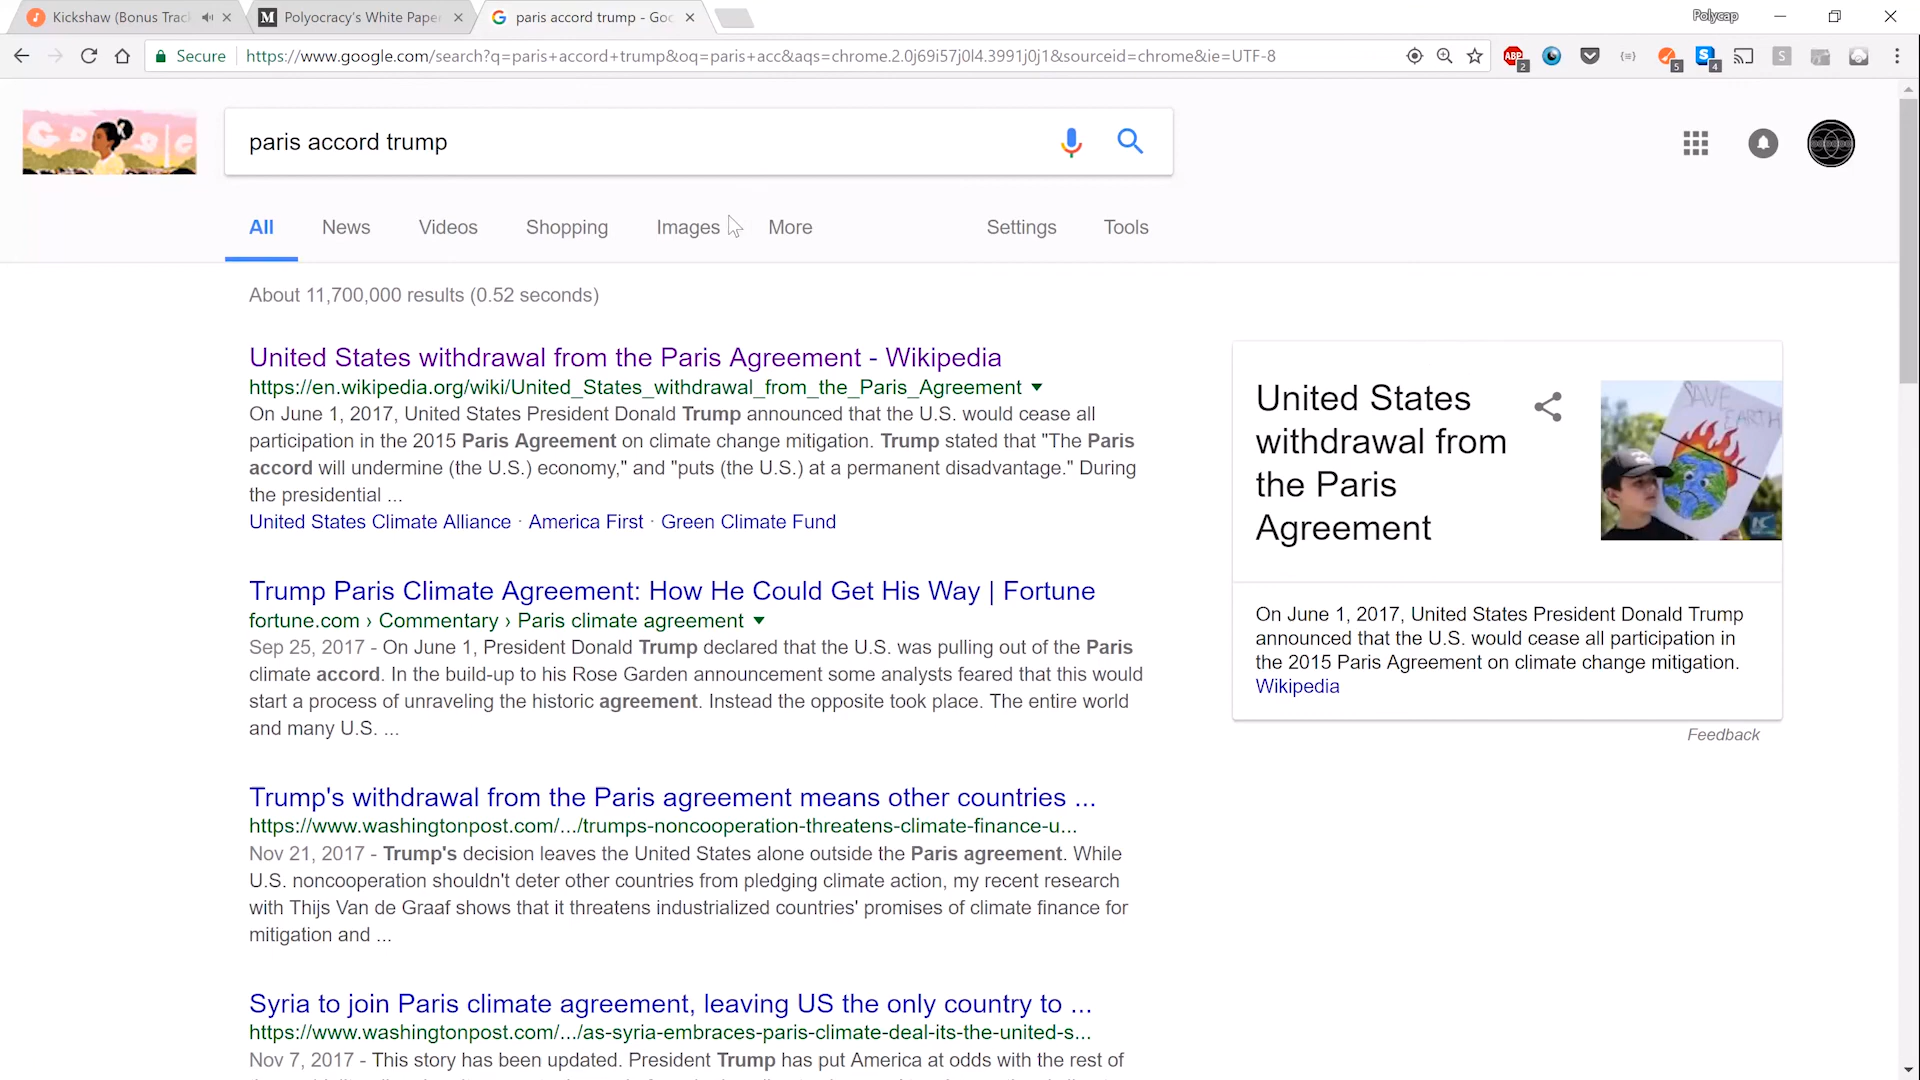 Kickshaw (Bonus Trac
Polyocracy's White Pape
paris accord trump - Goo
Polycap
Secure
https://www.google.com/search?q=paris+accord+trump&oq=paris+acc&aqs=chrome.2.0j69i57j0l4.3991j0j1&sourceid=chrome&ie=UTF-8
ABP
2
5
4
Google
paris accord trump
All News Videos Shopping Images More Settings Tools
About 11,700,000 results (0.52 seconds)
United States withdrawal from the Paris Agreement - Wikipedia
https://en.wikipedia.org/wiki/United_States_withdrawal_from_the_Paris_Agreement
On June 1, 2017, United States President Donald Trump announced that the U.S. would cease all
participation in the 2015 Paris Agreement on climate change mitigation. Trump stated that "The Paris
accord will undermine (the U.S.) economy," and "puts (the U.S.) at a permanent disadvantage." During
the presidential ...
United States Climate Alliance · America First · Green Climate Fund
Trump Paris Climate Agreement: How He Could Get His Way | Fortune
fortune.com › Commentary › Paris climate agreement
Sep 25, 2017 - On June 1, President Donald Trump declared that the U.S. was pulling out of the Paris
climate accord. In the build-up to his Rose Garden announcement some analysts feared that this would
start a process of unraveling the historic agreement. Instead the opposite took place. The entire world
and many U.S. ...
Trump's withdrawal from the Paris agreement means other countries ...
https://www.washingtonpost.com/.../trumps-noncooperation-threatens-climate-finance-u...
Nov 21, 2017 - Trump's decision leaves the United States alone outside the Paris agreement. While
U.S. noncooperation shouldn't deter other countries from pledging climate action, my recent research
with Thijs Van de Graaf shows that it threatens industrialized countries' promises of climate finance for
mitigation and ...
Syria to join Paris climate agreement, leaving US the only country to ...
https://www.washingtonpost.com/.../as-syria-embraces-paris-climate-deal-its-the-united-s...
Nov 7, 2017 - This story has been updated. President Trump has put America at odds with the rest of
United States
withdrawal from
the Paris
Agreement
SAVE
EARTH
On June 1, 2017, United States President Donald Trump
announced that the U.S. would cease all participation in
the 2015 Paris Agreement on climate change mitigation.
Wikipedia
Feedback